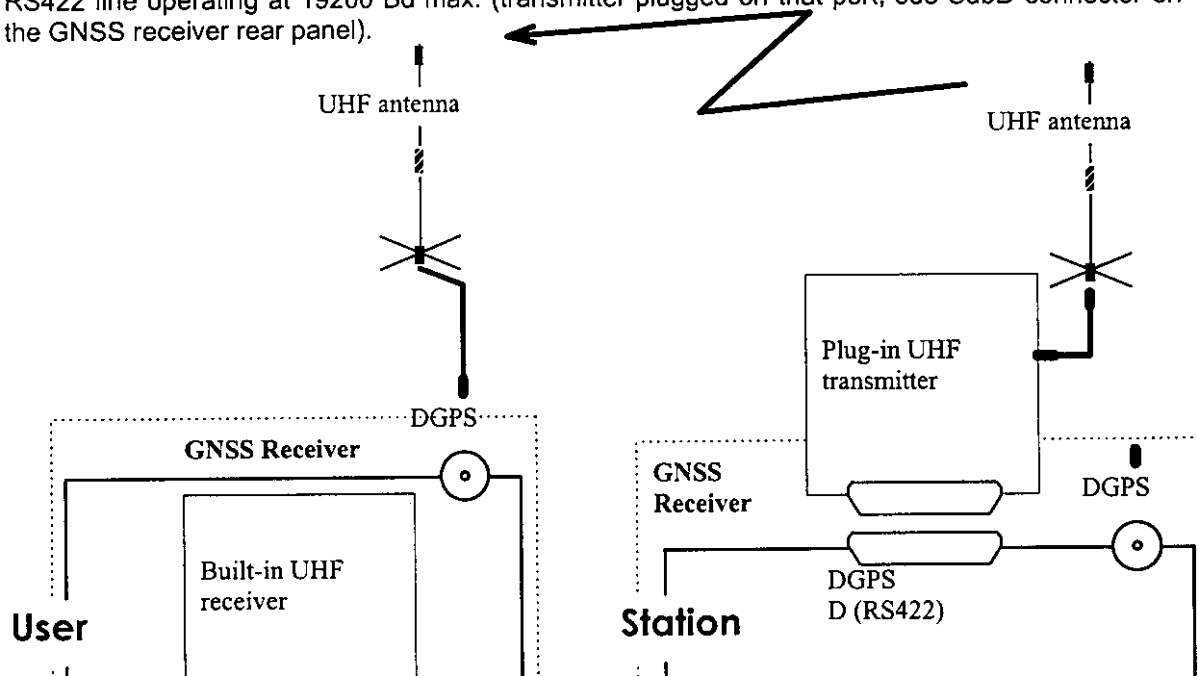 RS422 line operating at 19200 Bd max. (transmitter plugged on that port, see SubD connector on
the GNSS receiver rear panel).
UHF antenna
UHF antenna
Plug-in UHF
transmitter
DGPS
GNSS Receiver
GNSS
Receiver
DGPS
Built-in UHF
receiver
DGPS
D (RS422)
User
Station